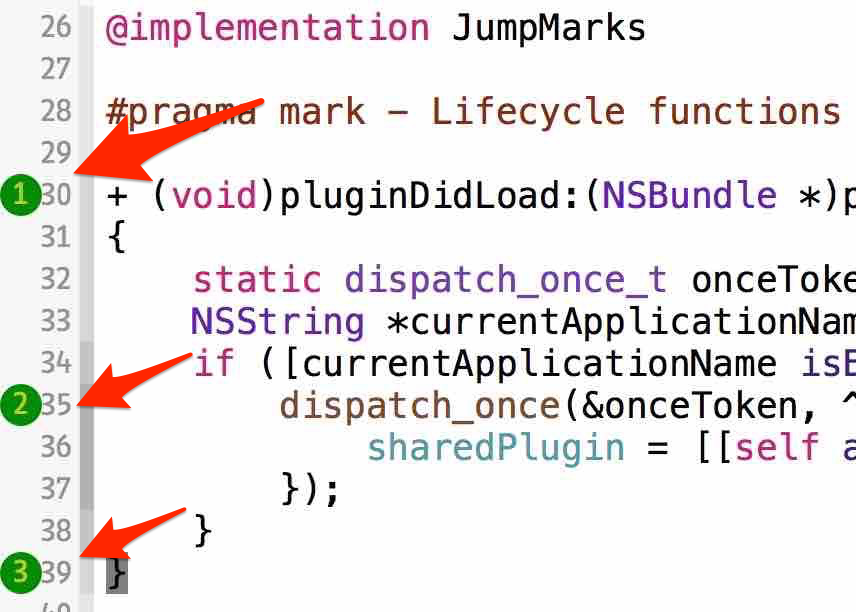 26 @implementation JumpMarks
27
28 #pragma mark - Lifecycle functions
29
1 30 + (void)pluginDidLoad:(NSBundle *)p
31 {
32 static dispatch_once_t onceToke
33 NSString *currentApplicationNam
34 if ([currentApplicationName isE
2 35 dispatch_once(&onceToken, ^
36 sharedPlugin = [[self a
37 });
38 }
3 39 }
40